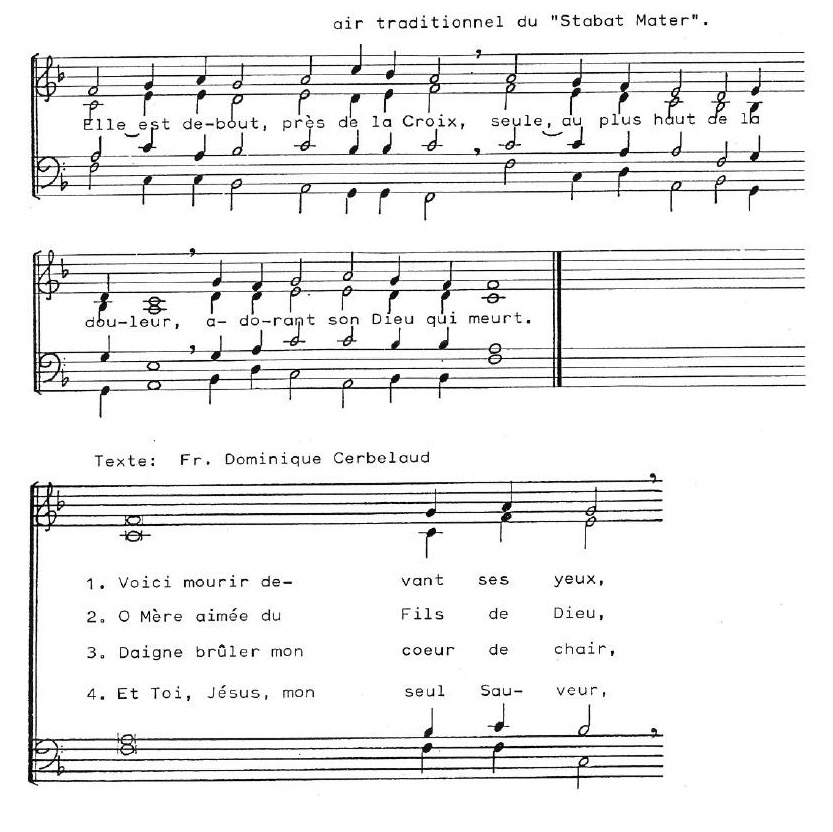 air traditionnel du "Stabat Mater".
Elle est de-bout, près de la Croix, seule, au plus haut de la
dou-leur, a- do-rant son Dieu qui meurt.
Texte: Fr. Dominique Cerbelaud
1. Voici mourir de- vant ses yeux,
2. O Mère aimée du Fils de Dieu,
3. Daigne brûler mon coeur de chair,
4. Et Toi, Jésus, mon seul Sau- veur,